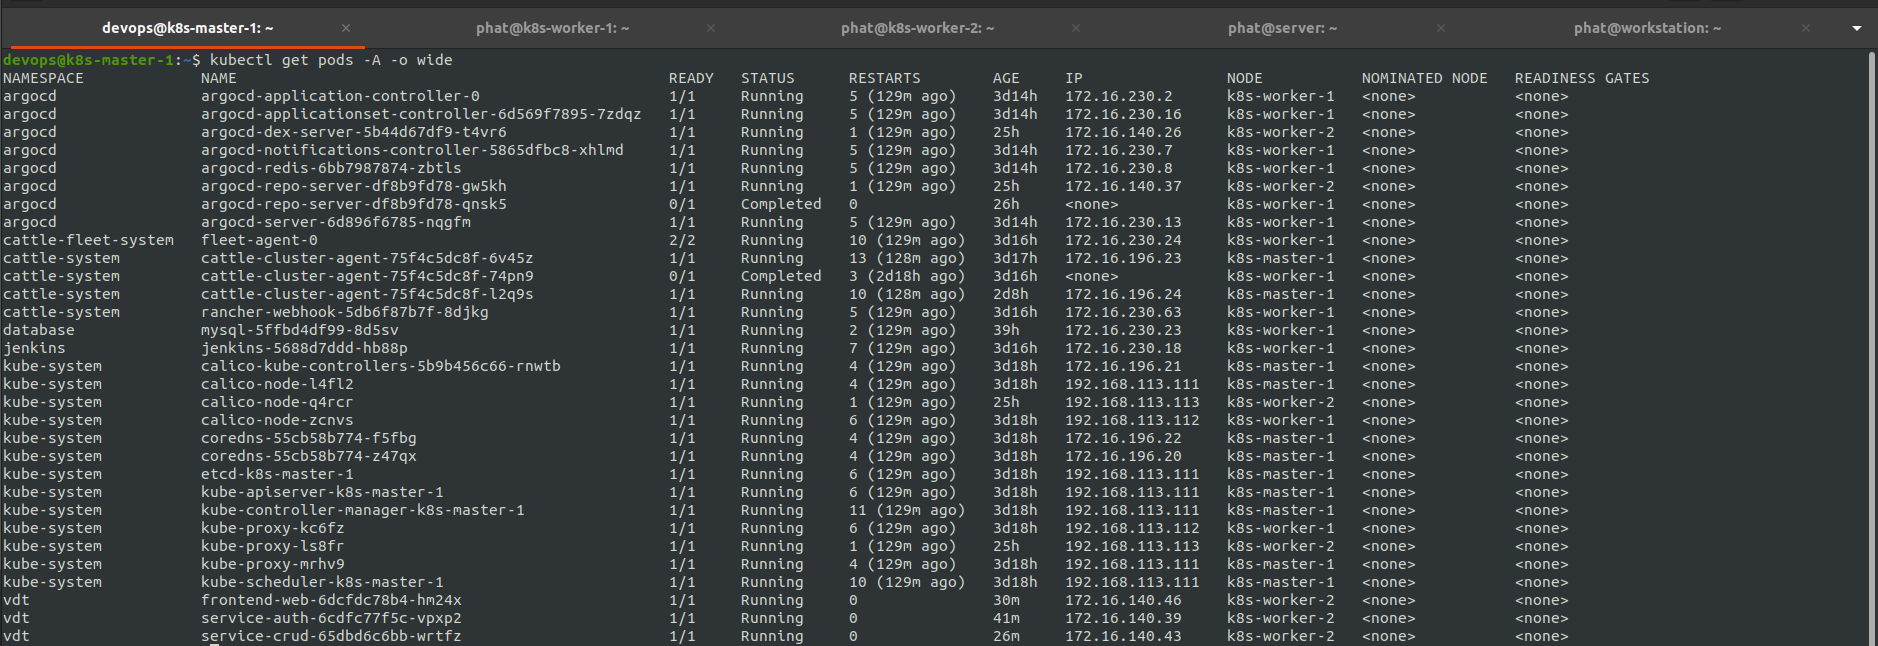 devops@k8s-master-1: ~ × phat@k8s-worker-1: ~ × phat@k8s-worker-2: ~ × phat@server: ~ × phat@workstation: ~ ×
devops@k8s-master-1:~$ kubectl get pods -A -o wide
NAMESPACE NAME READY STATUS RESTARTS AGE IP NODE NOMINATED NODE READINESS GATES
argocd argocd-application-controller-0 1/1 Running 5 (129m ago) 3d14h 172.16.230.2 k8s-worker-1 <none> <none>
argocd argocd-applicationset-controller-6d569f7895-7zdqz 1/1 Running 5 (129m ago) 3d14h 172.16.230.16 k8s-worker-1 <none> <none>
argocd argocd-dex-server-5b44d67df9-t4vr6 1/1 Running 1 (129m ago) 25h 172.16.140.26 k8s-worker-2 <none> <none>
argocd argocd-notifications-controller-5865dfbc8-xhlmd 1/1 Running 5 (129m ago) 3d14h 172.16.230.7 k8s-worker-1 <none> <none>
argocd argocd-redis-6bb7987874-zbtls 1/1 Running 5 (129m ago) 3d14h 172.16.230.8 k8s-worker-1 <none> <none>
argocd argocd-repo-server-df8b9fd78-gw5kh 1/1 Running 1 (129m ago) 25h 172.16.140.37 k8s-worker-2 <none> <none>
argocd argocd-repo-server-df8b9fd78-qnsk5 0/1 Completed 0 26h <none> k8s-worker-1 <none> <none>
argocd argocd-server-6d896f6785-nqgfm 1/1 Running 5 (129m ago) 3d14h 172.16.230.13 k8s-worker-1 <none> <none>
cattle-fleet-system fleet-agent-0 2/2 Running 10 (129m ago) 3d16h 172.16.230.24 k8s-worker-1 <none> <none>
cattle-system cattle-cluster-agent-75f4c5dc8f-6v45z 1/1 Running 13 (128m ago) 3d17h 172.16.196.23 k8s-master-1 <none> <none>
cattle-system cattle-cluster-agent-75f4c5dc8f-74pn9 0/1 Completed 3 (2d18h ago) 3d16h <none> k8s-worker-1 <none> <none>
cattle-system cattle-cluster-agent-75f4c5dc8f-l2q9s 1/1 Running 10 (128m ago) 2d8h 172.16.196.24 k8s-master-1 <none> <none>
cattle-system rancher-webhook-5db6f87b7f-8djkg 1/1 Running 5 (129m ago) 3d16h 172.16.230.63 k8s-worker-1 <none> <none>
database mysql-5ffbd4df99-8d5sv 1/1 Running 2 (129m ago) 39h 172.16.230.23 k8s-worker-1 <none> <none>
jenkins jenkins-5688d7ddd-hb88p 1/1 Running 7 (129m ago) 3d16h 172.16.230.18 k8s-worker-1 <none> <none>
kube-system calico-kube-controllers-5b9b456c66-rnwtb 1/1 Running 4 (129m ago) 3d18h 172.16.196.21 k8s-master-1 <none> <none>
kube-system calico-node-l4fl2 1/1 Running 4 (129m ago) 3d18h 192.168.113.111 k8s-master-1 <none> <none>
kube-system calico-node-q4rcr 1/1 Running 1 (129m ago) 25h 192.168.113.113 k8s-worker-2 <none> <none>
kube-system calico-node-zcnvs 1/1 Running 6 (129m ago) 3d18h 192.168.113.112 k8s-worker-1 <none> <none>
kube-system coredns-55cb58b774-f5fbg 1/1 Running 4 (129m ago) 3d18h 172.16.196.22 k8s-master-1 <none> <none>
kube-system coredns-55cb58b774-z47qx 1/1 Running 4 (129m ago) 3d18h 172.16.196.20 k8s-master-1 <none> <none>
kube-system etcd-k8s-master-1 1/1 Running 6 (129m ago) 3d18h 192.168.113.111 k8s-master-1 <none> <none>
kube-system kube-apiserver-k8s-master-1 1/1 Running 6 (129m ago) 3d18h 192.168.113.111 k8s-master-1 <none> <none>
kube-system kube-controller-manager-k8s-master-1 1/1 Running 11 (129m ago) 3d18h 192.168.113.111 k8s-master-1 <none> <none>
kube-system kube-proxy-kc6fz 1/1 Running 6 (129m ago) 3d18h 192.168.113.112 k8s-worker-1 <none> <none>
kube-system kube-proxy-ls8fr 1/1 Running 1 (129m ago) 25h 192.168.113.113 k8s-worker-2 <none> <none>
kube-system kube-proxy-mrhv9 1/1 Running 4 (129m ago) 3d18h 192.168.113.111 k8s-master-1 <none> <none>
kube-system kube-scheduler-k8s-master-1 1/1 Running 10 (129m ago) 3d18h 192.168.113.111 k8s-master-1 <none> <none>
vdt frontend-web-6dcfdc78b4-hm24x 1/1 Running 0 30m 172.16.140.46 k8s-worker-2 <none> <none>
vdt service-auth-6cdfc77f5c-vpxp2 1/1 Running 0 41m 172.16.140.39 k8s-worker-2 <none> <none>
vdt service-crud-65dbd6c6bb-wrtfz 1/1 Running 0 26m 172.16.140.43 k8s-worker-2 <none> <none>